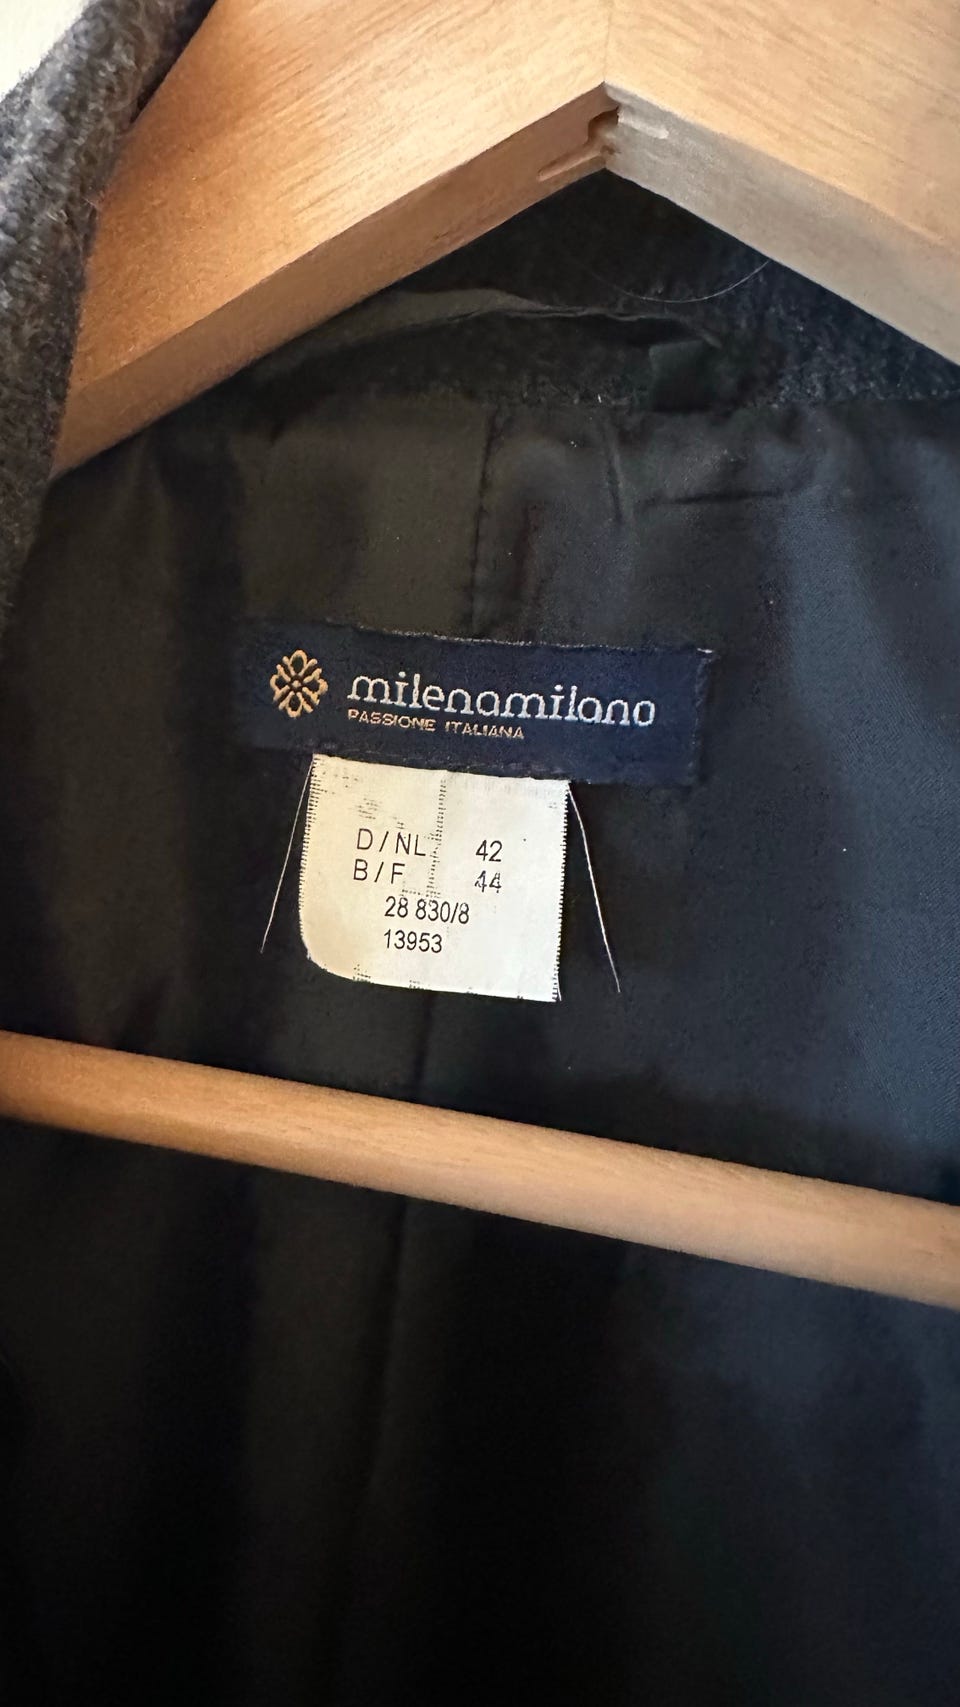 milenamilano
PASSIONE ITALIANA
D/NL 42
B/F 44
28 830/8
13953